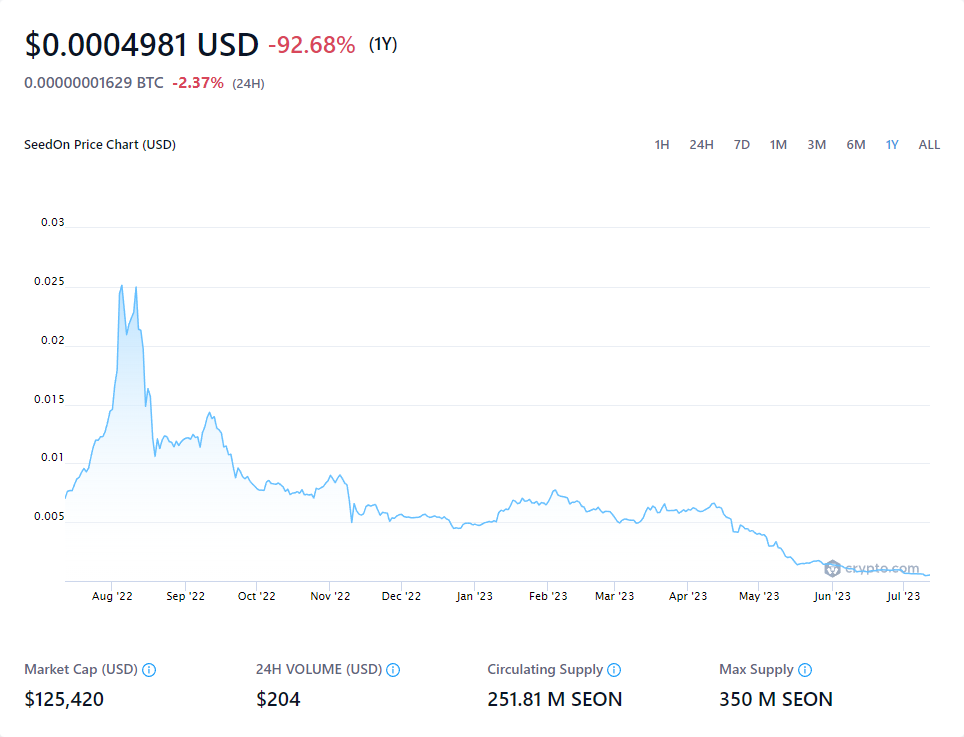 $0.0004981 USD -92.68% (1Y)
0.00000001629 BTC -2.37% (24H)
SeedOn Price Chart (USD) 1H 24H 7D 1M 3M 6M 1Y ALL
0.03
0.025
0.02
0.015
0.01
0.005
crypto.com
Aug '22 Sep '22 Oct '22 Nov '22 Dec '22 Jan '23 Feb '23 Mar '23 Apr '23 May '23 Jun '23 Jul '23
Market Cap (USD) 24H VOLUME (USD) Circulating Supply Max Supply
$125,420 $204 251.81 M SEON 350 M SEON